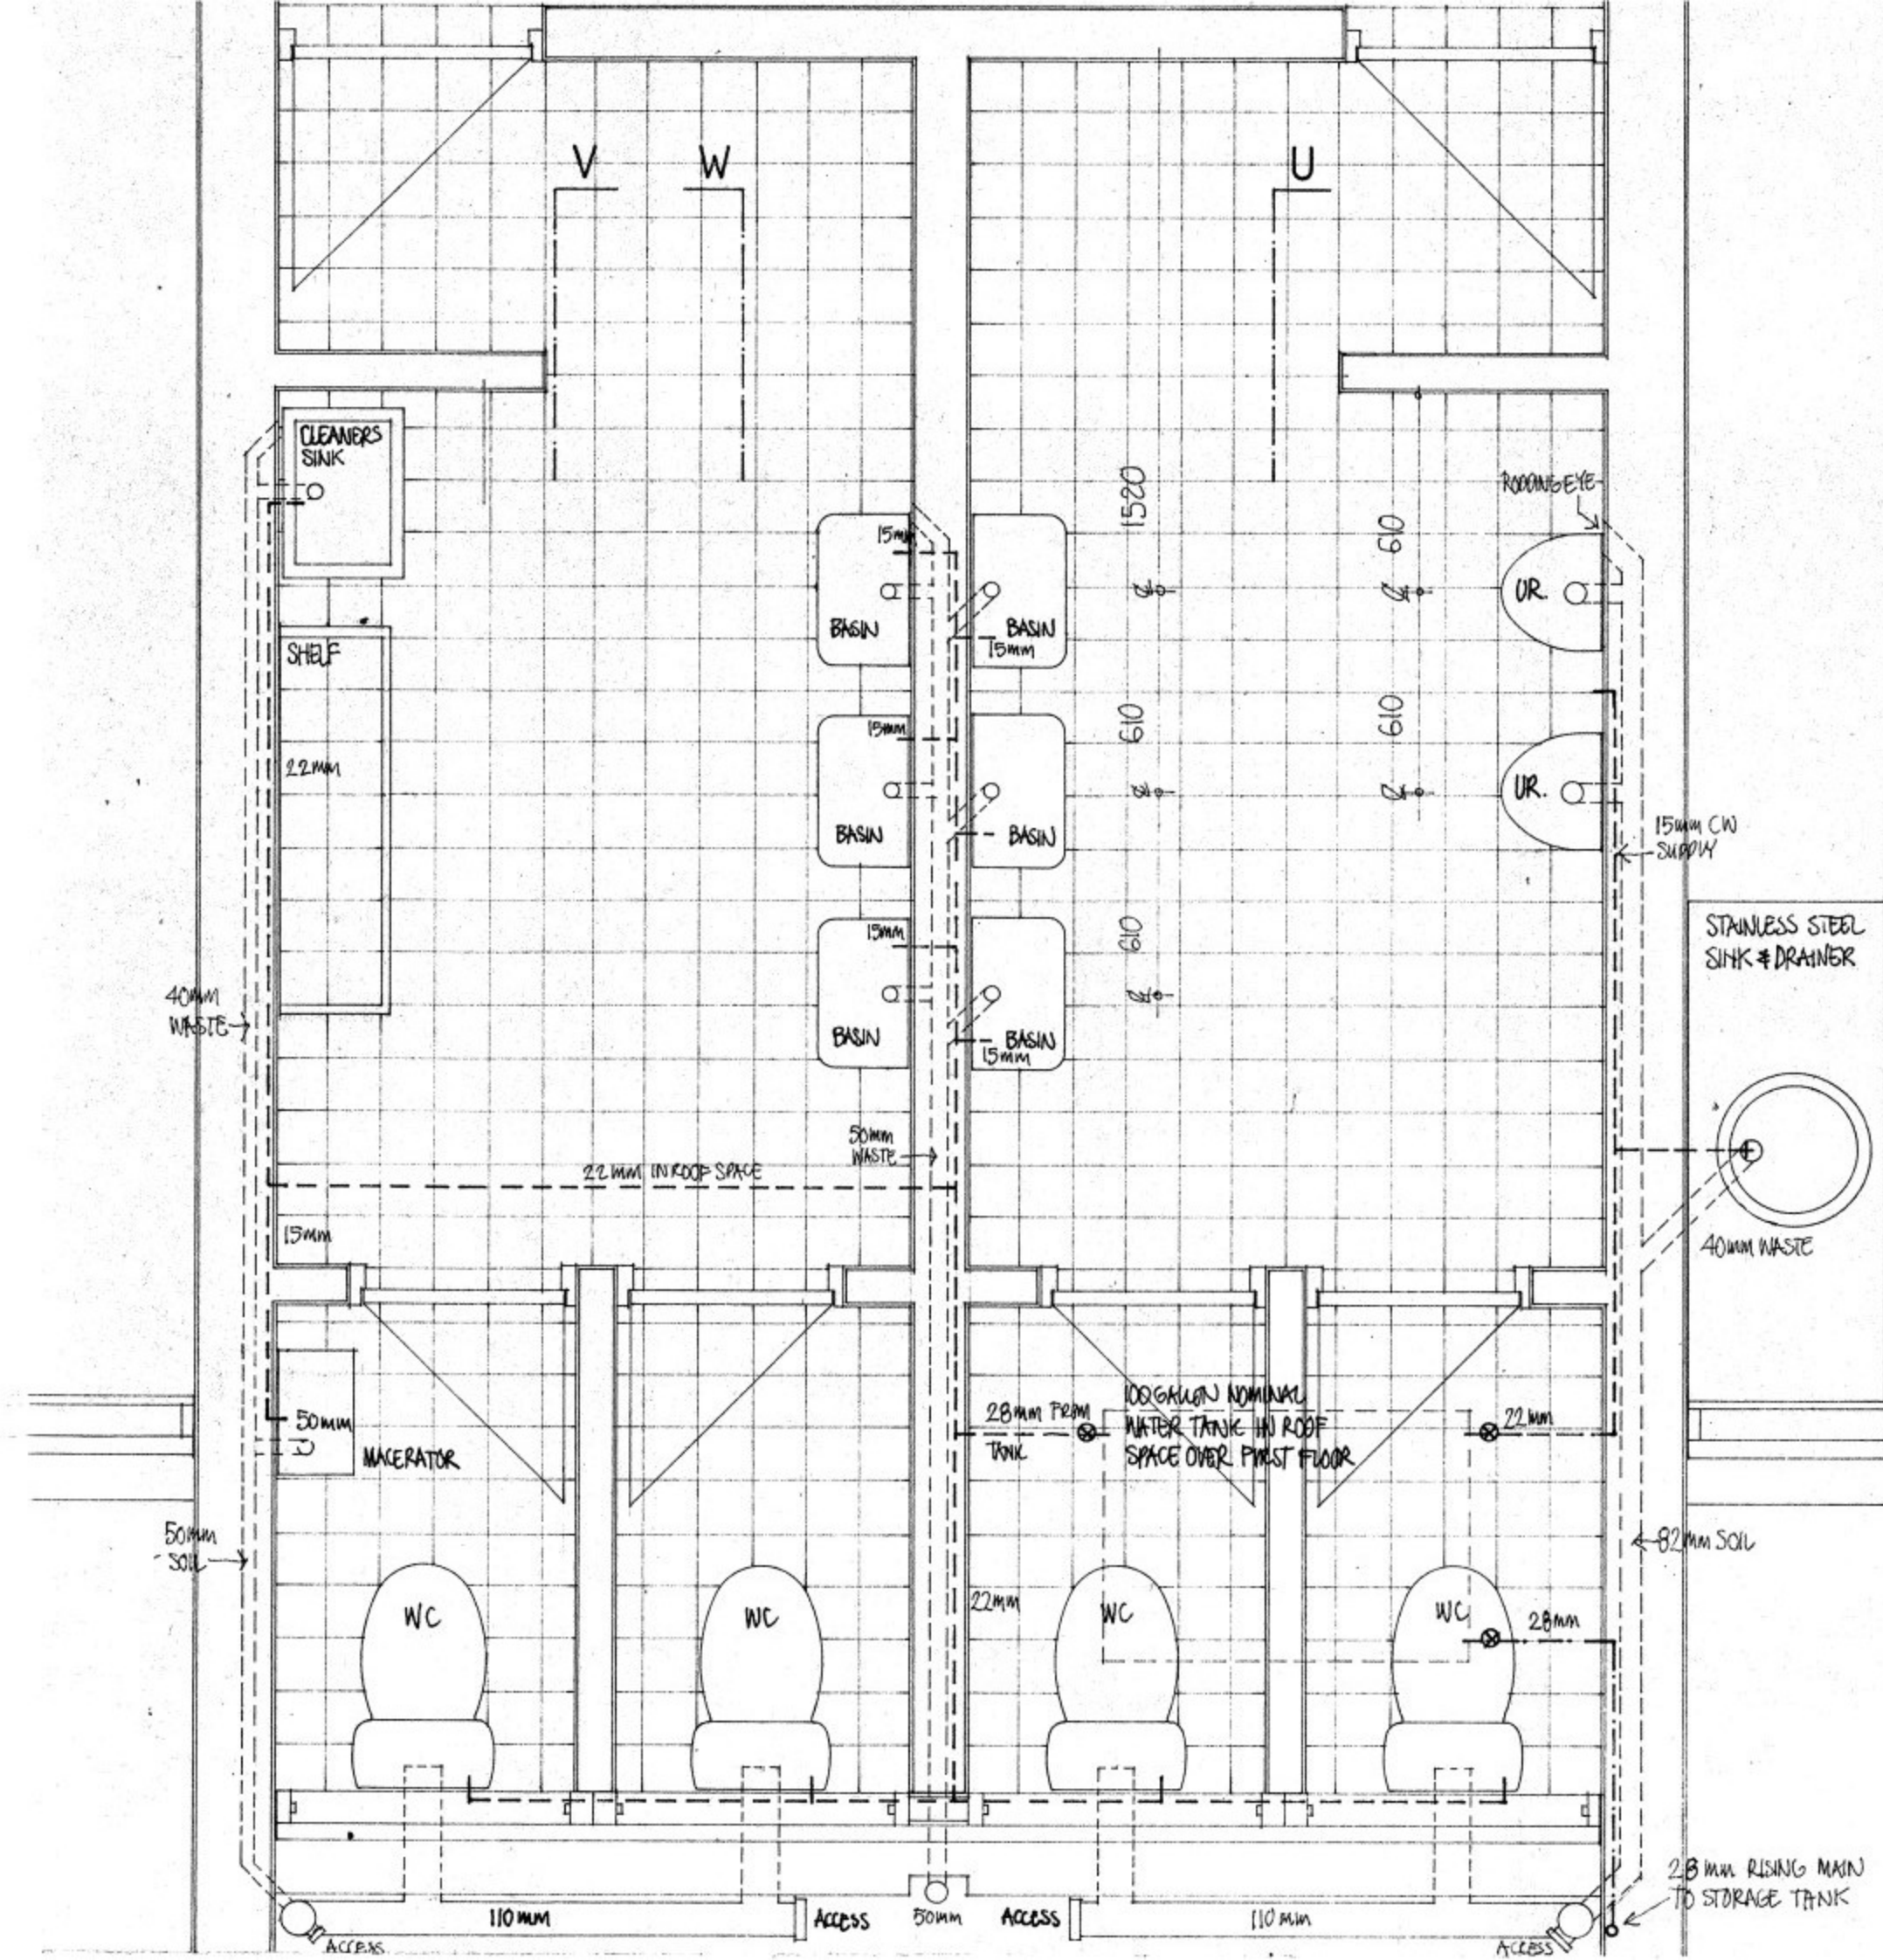 V
W
U
CLEANERS
SINK
1520
610
RODDING EYE
15mm
UR.
BASIN
BASIN
15mm
SHELF
15mm
610
610
22mm
UR.
BASIN
BASIN
15mm CW
SUPPLY
15mm
610
STAINLESS STEEL
SINK & DRAINER
40mm
WASTE
BASIN
BASIN
15mm
50mm
WASTE
22mm IN ROOF SPACE
15mm
40mm WASTE
50mm
MACERATOR
28mm FROM
TANK
100 GALLON NOMINAL
WATER TANK IN ROOF
SPACE OVER FIRST FLOOR
22mm
50mm
SOIL
82mm SOIL
WC
WC
22mm
WC
WC
28mm
28mm RISING MAIN
TO STORAGE TANK
110mm
ACCESS
50mm
ACCESS
110mm
ACCESS
ACCESS